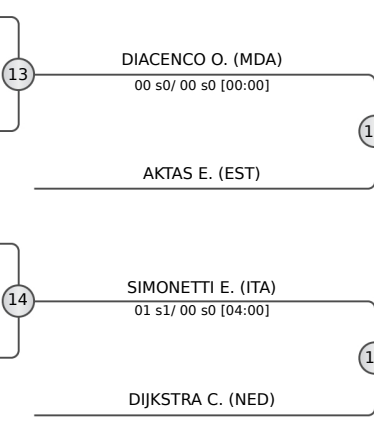 DIACENCO O. (MDA)
13
00 s0/ 00 s0 [00:00]
AKTAS E. (EST)
SIMONETTI E. (ITA)
14
01 s1/ 00 s0 [04:00]
DIJKSTRA C. (NED)